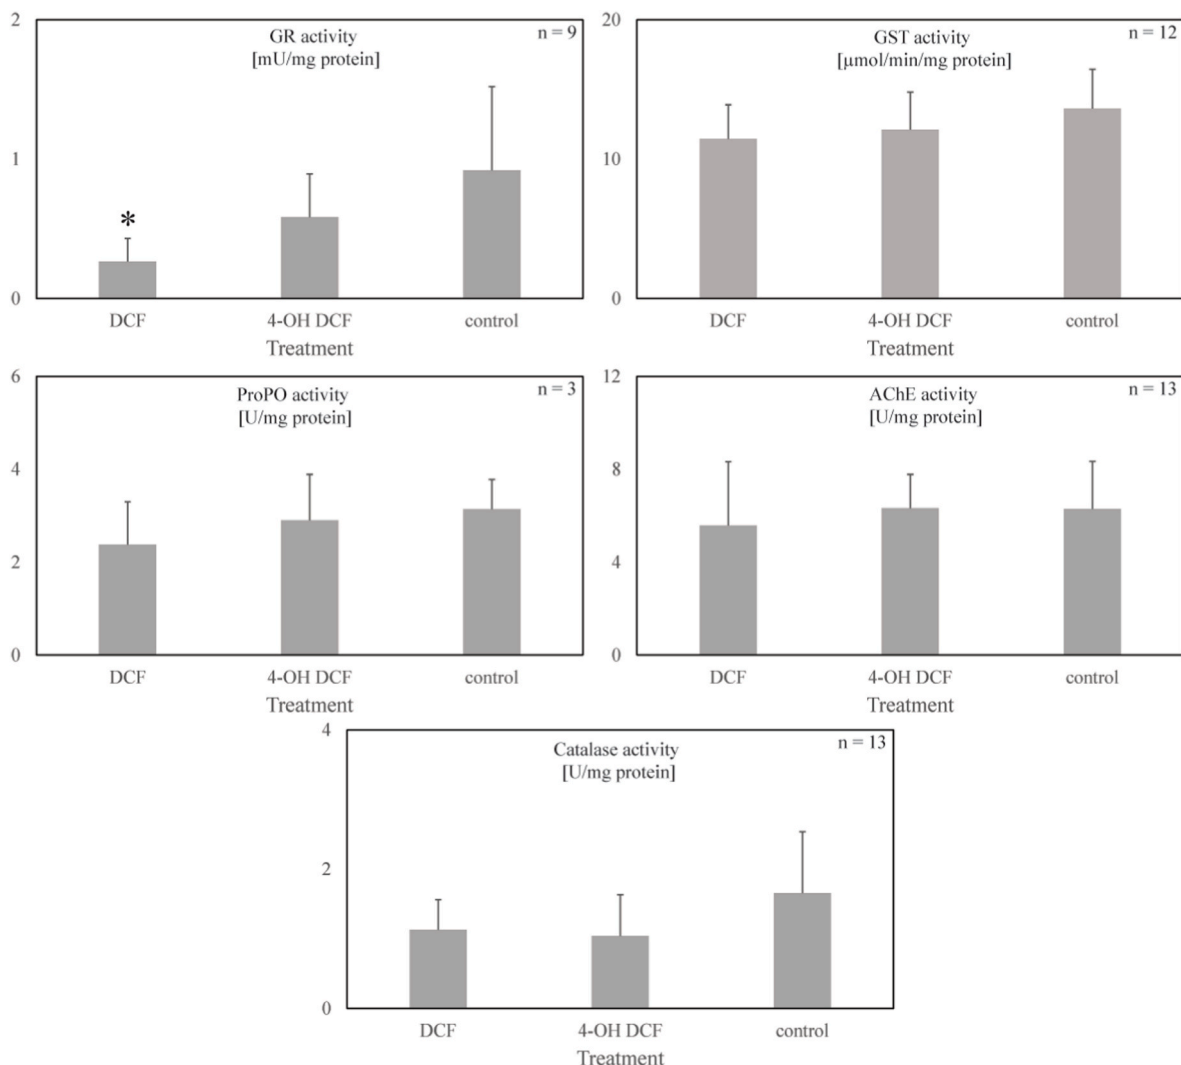 GR activity
[mU/mg protein]
n = 9
2
1
0
*
DCF
4-OH DCF
control
Treatment
GST activity
[µmol/min/mg protein]
n = 12
20
10
0
DCF
4-OH DCF
control
Treatment
ProPO activity
[U/mg protein]
n = 3
6
4
2
0
DCF
4-OH DCF
control
Treatment
AChE activity
[U/mg protein]
n = 13
12
8
4
0
DCF
4-OH DCF
control
Treatment
Catalase activity
[U/mg protein]
n = 13
4
2
0
DCF
4-OH DCF
control
Treatment